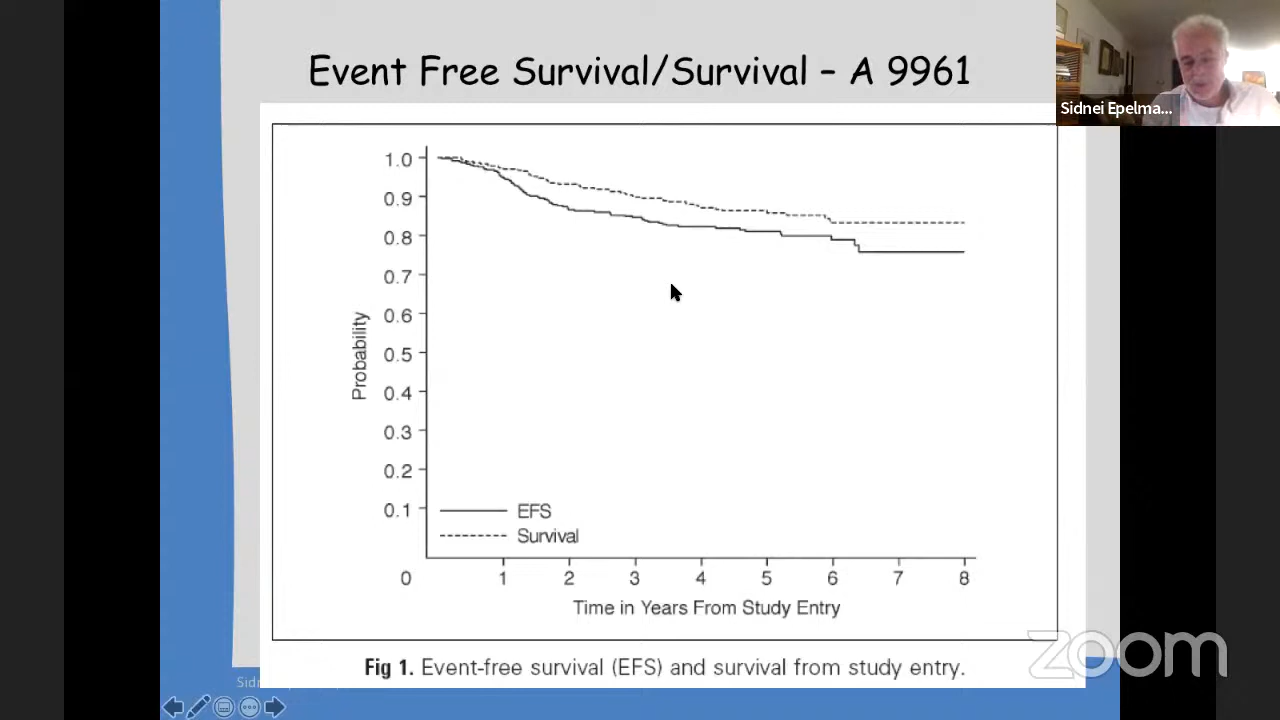 Event Free Survival/Survival – A 9961
Sidnei Epelma...
1.0
0.9
0.8
0.7
0.6
0.5
0.4
0.3
0.2
0.1
0
Probability
EFS
Survival
1 2 3 4 5 6 7 8
Time in Years From Study Entry
Fig 1. Event-free survival (EFS) and survival from study entry.
zoom
Sidn